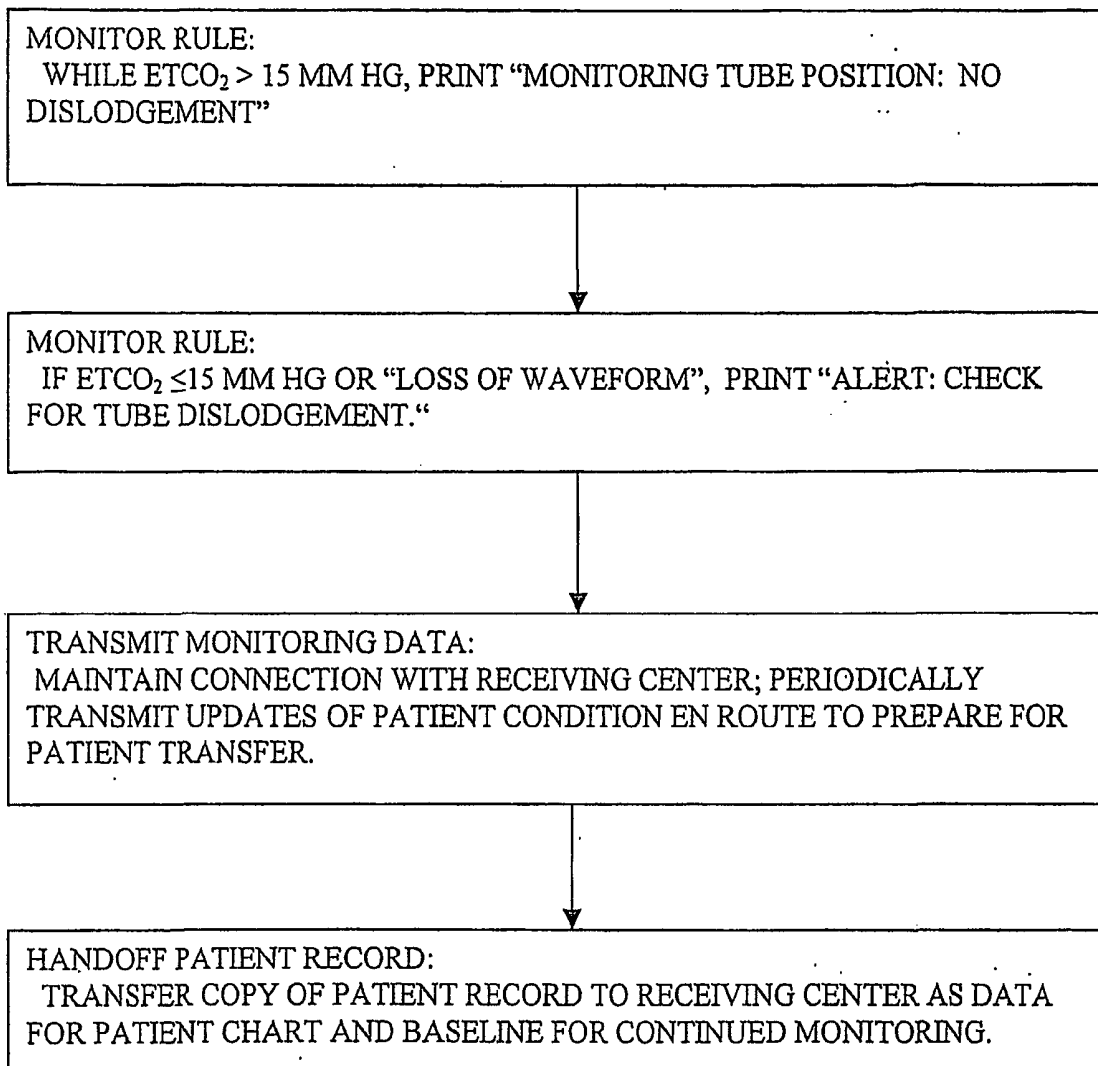 MONITOR RULE:
WHILE ETCO₂ > 15 MM HG, PRINT “MONITORING TUBE POSITION: NO
DISLODGEMENT”
MONITOR RULE:
IF ETCO₂ ≤15 MM HG OR “LOSS OF WAVEFORM”, PRINT “ALERT: CHECK
FOR TUBE DISLODGEMENT.“
TRANSMIT MONITORING DATA:
MAINTAIN CONNECTION WITH RECEIVING CENTER; PERIODICALLY
TRANSMIT UPDATES OF PATIENT CONDITION EN ROUTE TO PREPARE FOR
PATIENT TRANSFER.
HANDOFF PATIENT RECORD:
TRANSFER COPY OF PATIENT RECORD TO RECEIVING CENTER AS DATA
FOR PATIENT CHART AND BASELINE FOR CONTINUED MONITORING.